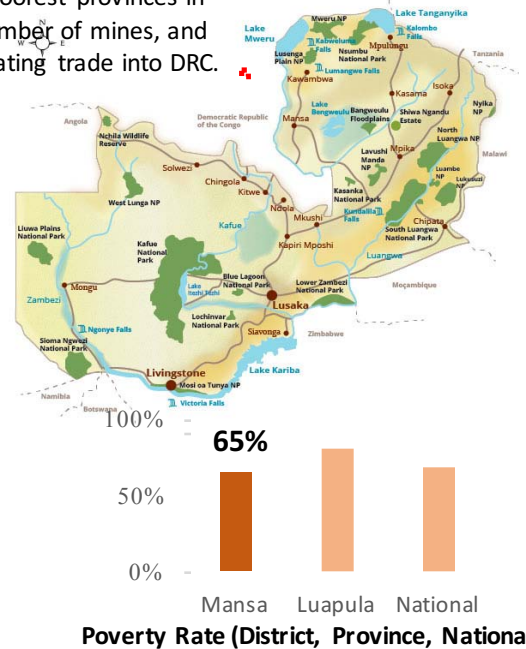 poorest provinces in
mber of mines, and
ating trade into DRC.
N
W E
S
Lake
Mweru
Mweru NP
Lake Tanganyika
Kalombo
Falls
Kabwelume
Falls
Lusenga
Plain NP
Nsumbu
National Park
Mpulungu
Tanzania
Lumangwe Falls
Kawambwa
Kasama
Isoka
Lake
Bengweulu
Bangweulu
Floodplains
Shiwa Ngandu
Estate
Nyika
NP
Angola
Democratic Republic
of the Congo
Mansa
North
Luangwa NP
Nchila Wildlife
Reserve
Lavushi
Manda
NP
Mpika
Malawi
Solwezi
Chingola
Kitwe
Luambe
NP
Lukusuzi
NP
West Lunga NP
Kasanka
National Park
Ndola
Mkushi
Kundalila
Falls
Chipata
Liuwa Plains
National Park
Kafue
National
Park
Kafue
Kapiri Mposhi
South Luangwa
National Park
Luangwa
Blue Lagoon
National Park
Lower Zambezi
National Park
Moçambique
Mongu
Lake
Itezhi Tezhi
Zambezi
Lusaka
Lochinvar
National Park
Ngonye Falls
Siavonga
Zimbabwe
Sioma Ngwezi
National Park
Livingstone
Lake Kariba
Mosi oa Tunya NP
Namibia
Botswana
Victoria Falls
100%
65%
50%
0%
Mansa Luapula National
Poverty Rate (District, Province, Nationa